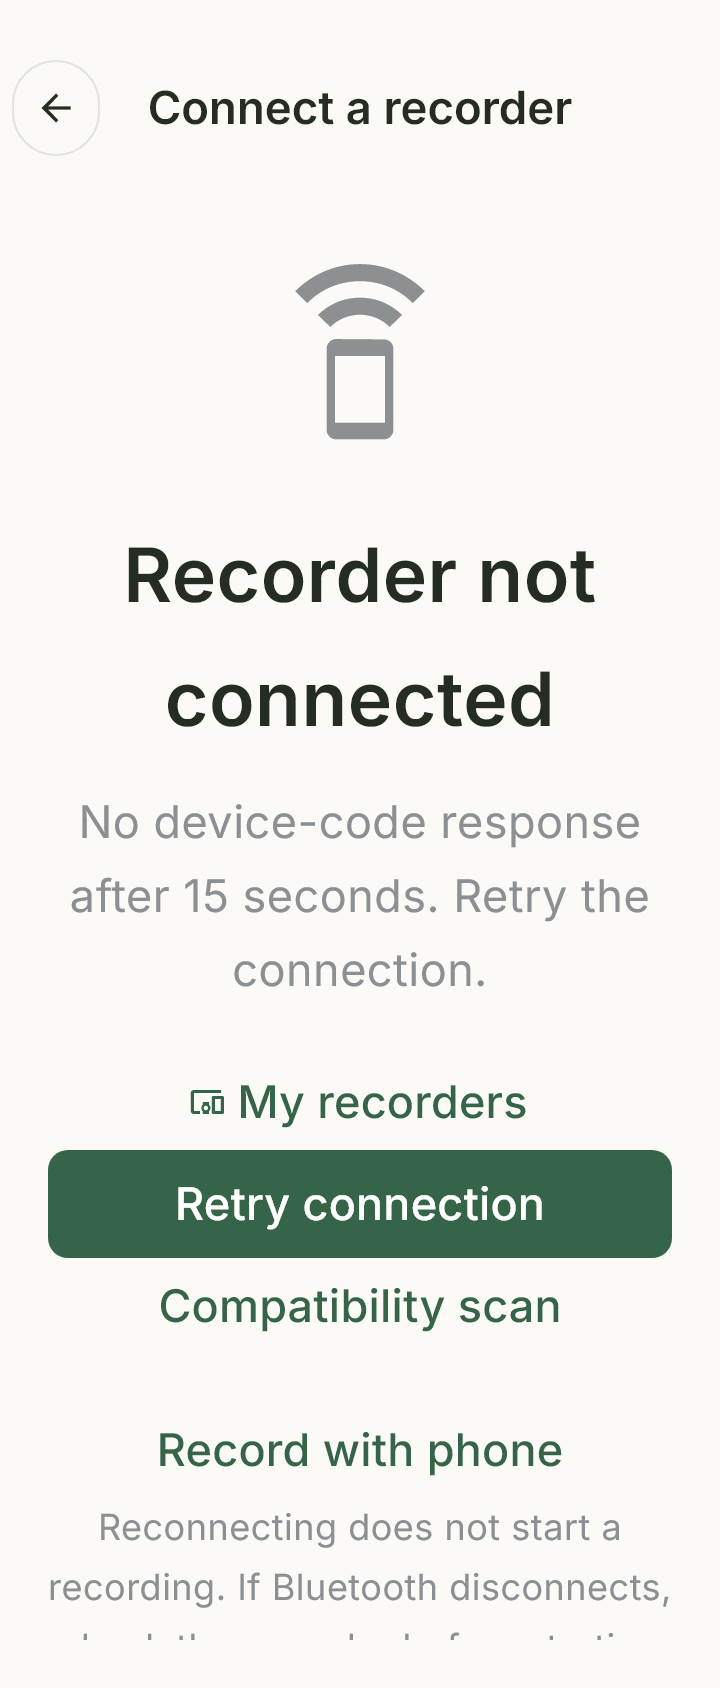 Connect a recorder
Recorder not
connected
No device-code response
after 15 seconds. Retry the
connection.
My recorders
Retry connection
Compatibility scan
Record with phone
Reconnecting does not start a
recording. If Bluetooth disconnects,